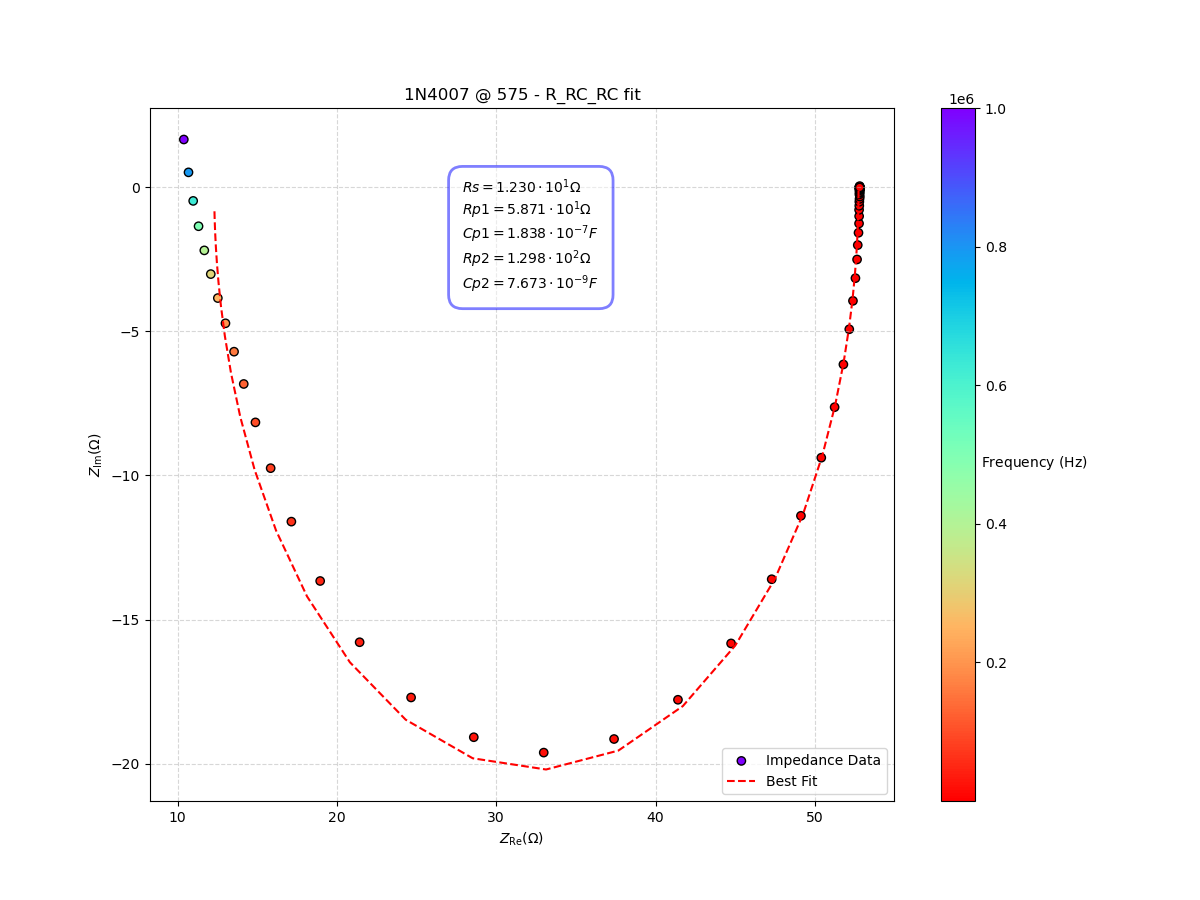 1N4007 @ 575 - R_RC_RC fit
1e6
1.0
0.8
0.6
0.4
0.2
Frequency (Hz)
Rs = 1.230 · 10^1 Ω
Rp1 = 5.871 · 10^1 Ω
Cp1 = 1.838 · 10^−7 F
Rp2 = 1.298 · 10^2 Ω
Cp2 = 7.673 · 10^−9 F
0
−5
−10
−15
−20
Z_Im(Ω)
10 20 30 40 50
Z_Re(Ω)
Impedance Data
Best Fit